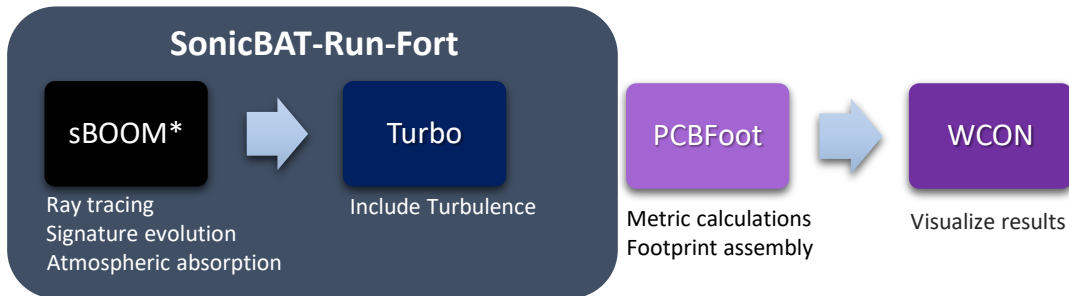 SonicBAT-Run-Fort
sBOOM*
Turbo
PCBFoot
WCON
Ray tracing
Signature evolution
Atmospheric absorption
Include Turbulence
Metric calculations
Footprint assembly
Visualize results